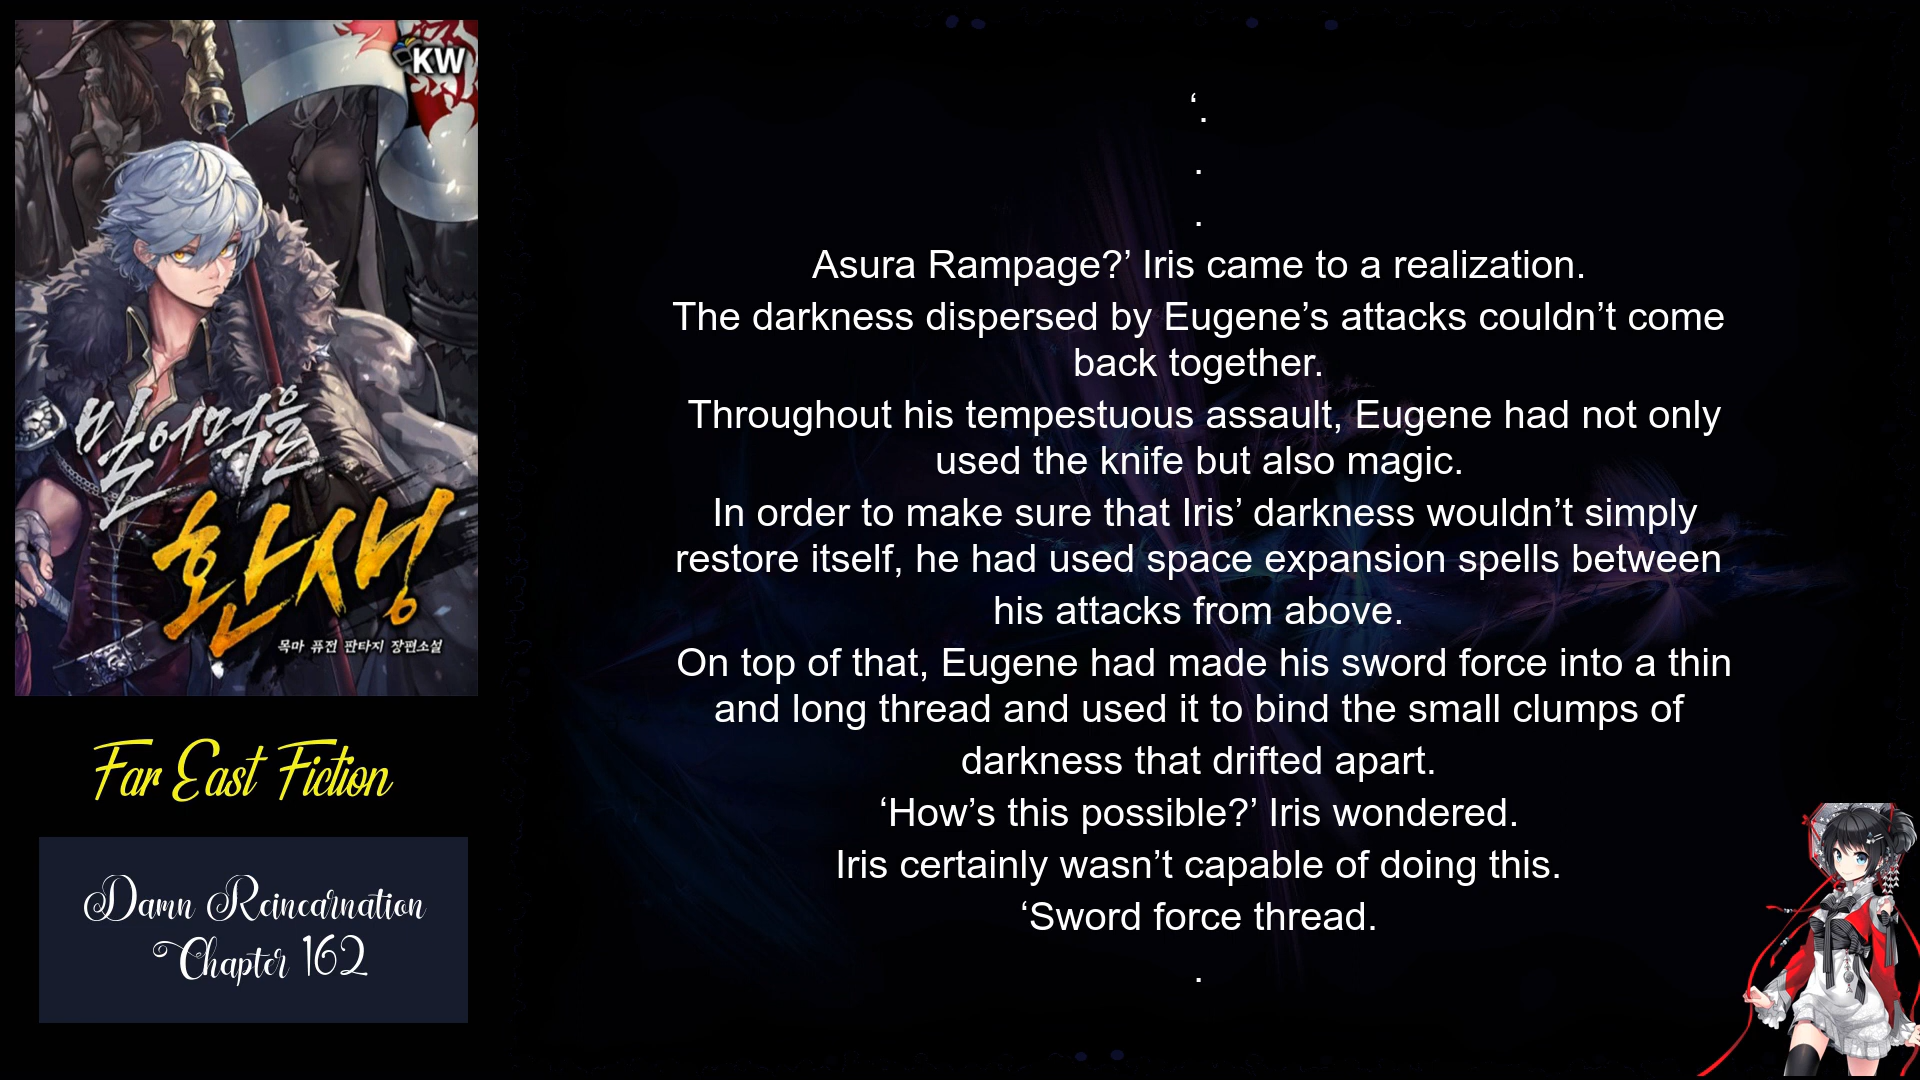 KW
빌어먹을
환생
목마 퓨전 판타지 장편소설
Far East Fiction
Damn Reincarnation
Chapter 162
‘.
.
.
Asura Rampage?’ Iris came to a realization.
The darkness dispersed by Eugene’s attacks couldn’t come
back together.
Throughout his tempestuous assault, Eugene had not only
used the knife but also magic.
In order to make sure that Iris’ darkness wouldn’t simply
restore itself, he had used space expansion spells between
his attacks from above.
On top of that, Eugene had made his sword force into a thin
and long thread and used it to bind the small clumps of
darkness that drifted apart.
‘How’s this possible?’ Iris wondered.
Iris certainly wasn’t capable of doing this.
‘Sword force thread.
.